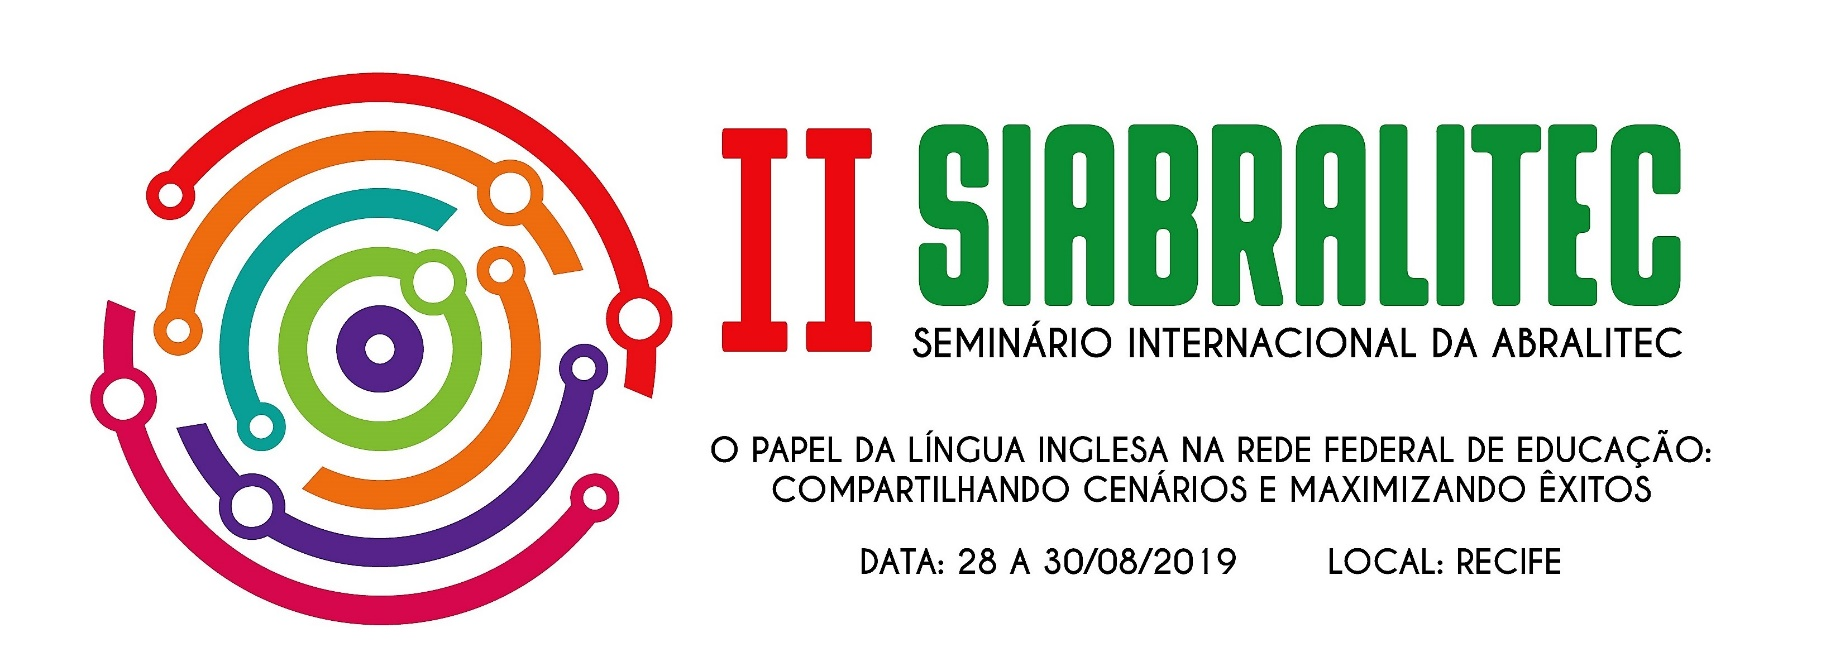 II SIABRALITEC
SEMINÁRIO INTERNACIONAL DA ABRALITEC
O PAPEL DA LÍNGUA INGLESA NA REDE FEDERAL DE EDUCAÇÃO:
COMPARTILHANDO CENÁRIOS E MAXIMIZANDO ÊXITOS
DATA: 28 A 30/08/2019 LOCAL: RECIFE